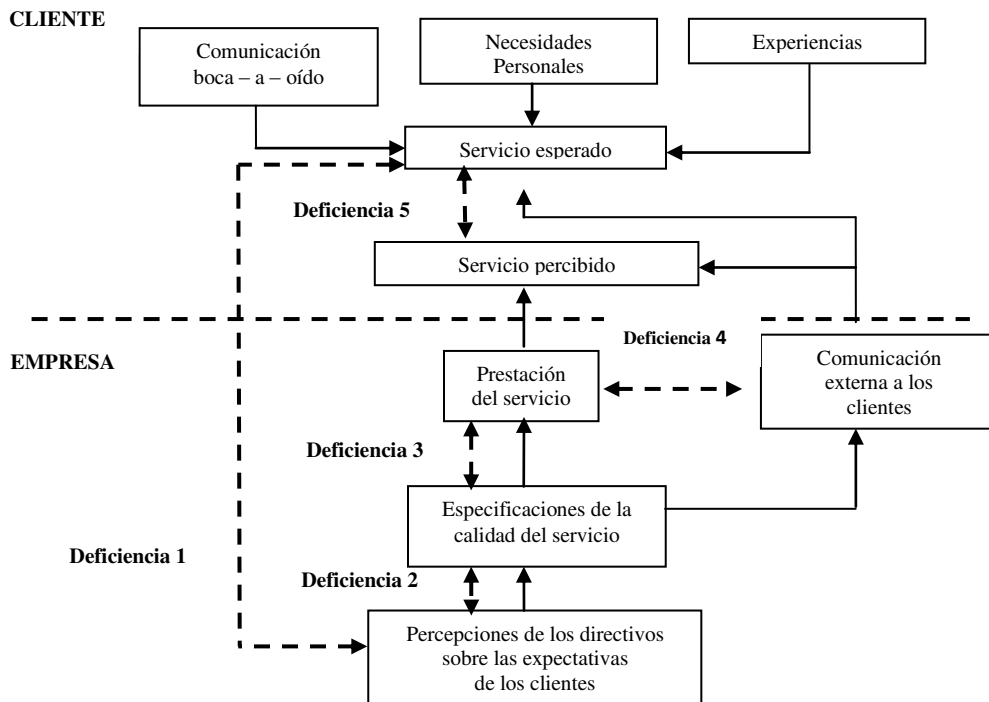 CLIENTE
Comunicación
boca – a – oído
Necesidades
Personales
Experiencias
Servicio esperado
Deficiencia 5
Servicio percibido
EMPRESA
Deficiencia 4
Prestación
del servicio
Comunicación
externa a los
clientes
Deficiencia 3
Especificaciones de la
calidad del servicio
Deficiencia 1
Deficiencia 2
Percepciones de los directivos
sobre las expectativas
de los clientes